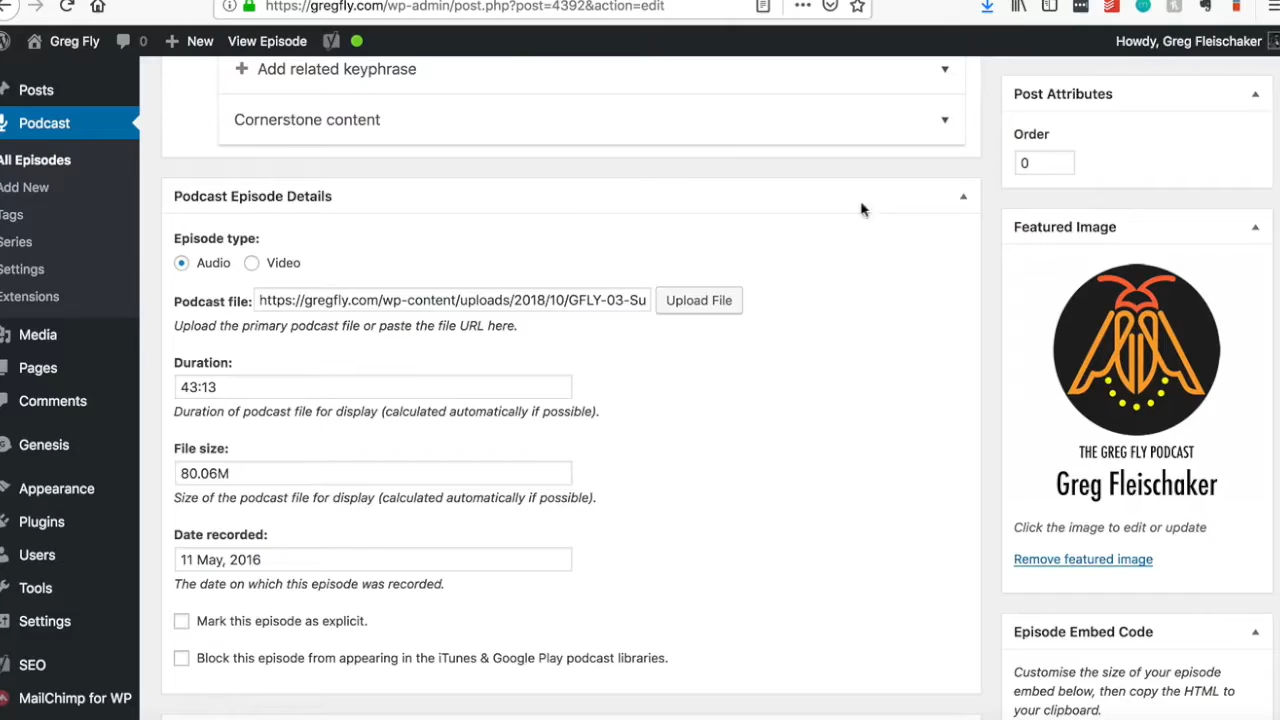 https://gregfly.com/wp-admin/post.php?post=4392&action=edit
Greg Fly 0 New View Episode Howdy, Greg Fleischaker
Posts
Podcast
All Episodes
Add New
Tags
Series
Settings
Extensions
Media
Pages
Comments
Genesis
Appearance
Plugins
Users
Tools
Settings
SEO
MailChimp for WP
Add related keyphrase
Cornerstone content
Podcast Episode Details
Episode type:
Audio Video
Podcast file: https://gregfly.com/wp-content/uploads/2018/10/GFLY-03-Su Upload File
Upload the primary podcast file or paste the file URL here.
Duration:
43:13
Duration of podcast file for display (calculated automatically if possible).
File size:
80.06M
Size of the podcast file for display (calculated automatically if possible).
Date recorded:
11 May, 2016
The date on which this episode was recorded.
Mark this episode as explicit.
Block this episode from appearing in the iTunes & Google Play podcast libraries.
Post Attributes
Order
0
Featured Image
THE GREG FLY PODCAST
Greg Fleischaker
Click the image to edit or update
Remove featured image
Episode Embed Code
Customise the size of your episode
embed below, then copy the HTML to
your clipboard.